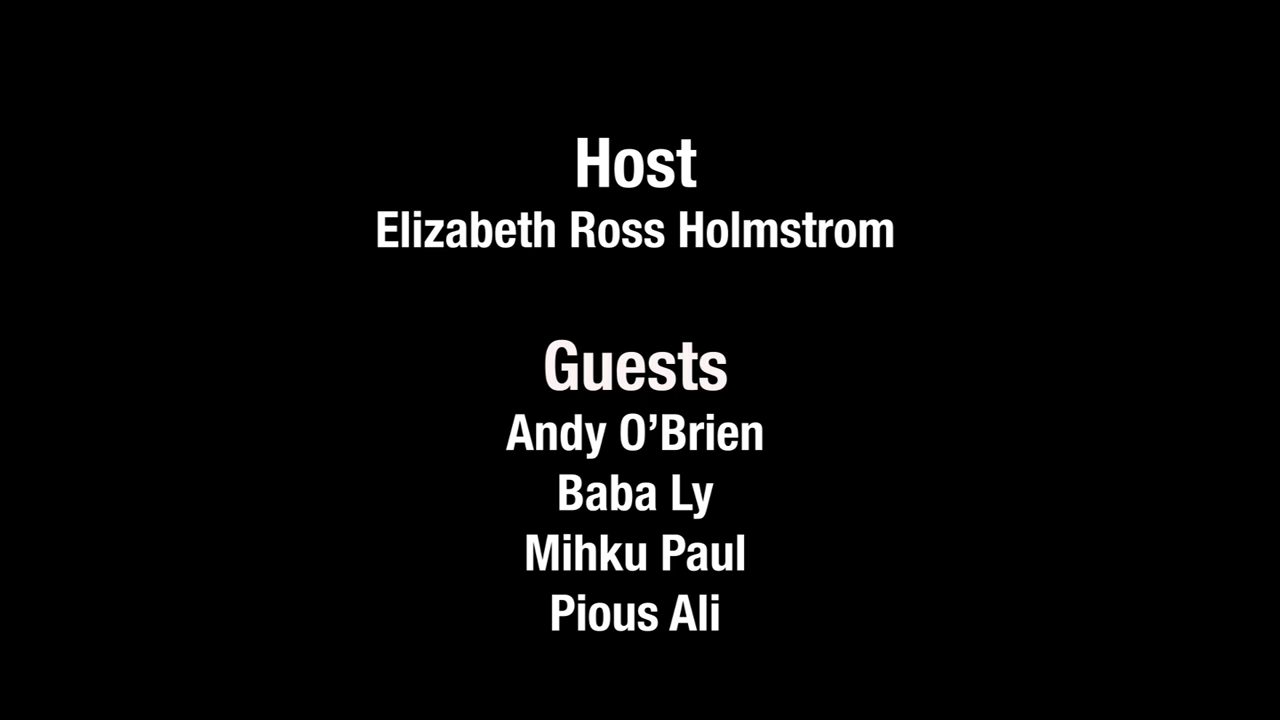 Host
Elizabeth Ross Holmstrom
Guests
Andy O’Brien
Baba Ly
Mihku Paul
Pious Ali